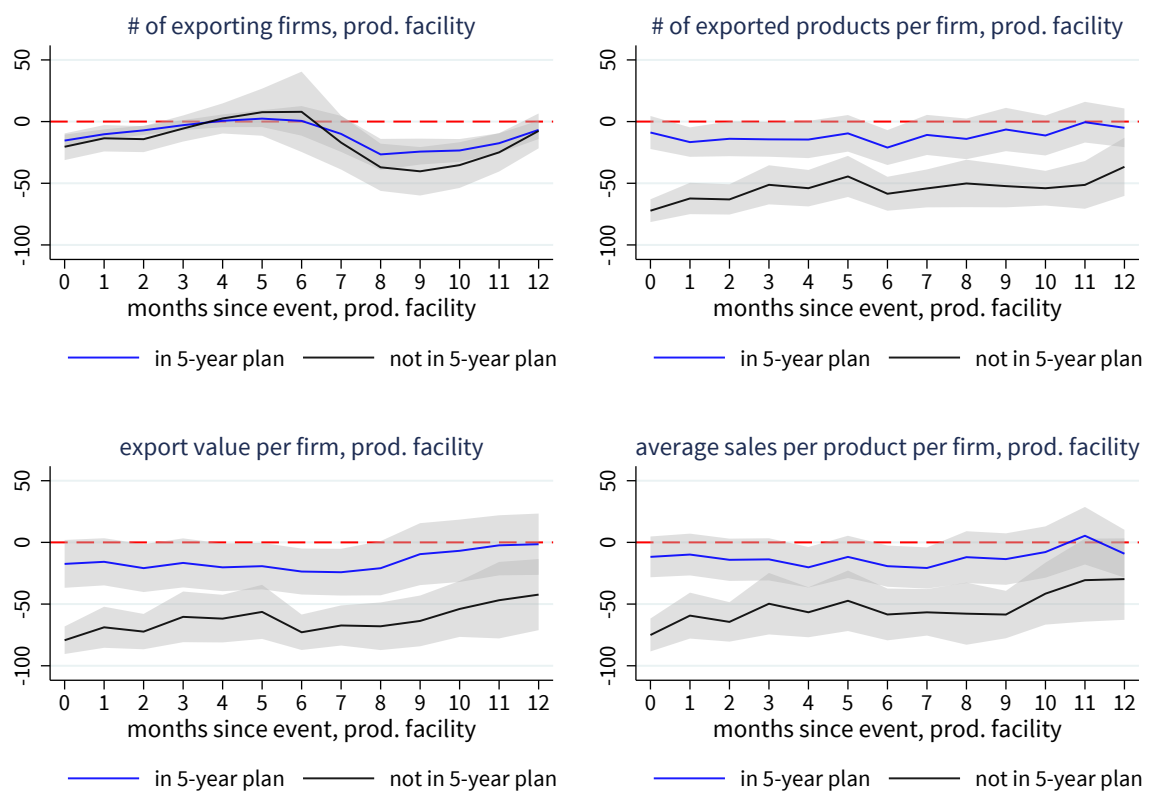 # of exporting firms, prod. facility
50
0
-50
-100
0 1 2 3 4 5 6 7 8 9 10 11 12
months since event, prod. facility
in 5-year plan not in 5-year plan
# of exported products per firm, prod. facility
50
0
-50
-100
0 1 2 3 4 5 6 7 8 9 10 11 12
months since event, prod. facility
in 5-year plan not in 5-year plan
export value per firm, prod. facility
50
0
-50
-100
0 1 2 3 4 5 6 7 8 9 10 11 12
months since event, prod. facility
in 5-year plan not in 5-year plan
average sales per product per firm, prod. facility
50
0
-50
-100
0 1 2 3 4 5 6 7 8 9 10 11 12
months since event, prod. facility
in 5-year plan not in 5-year plan